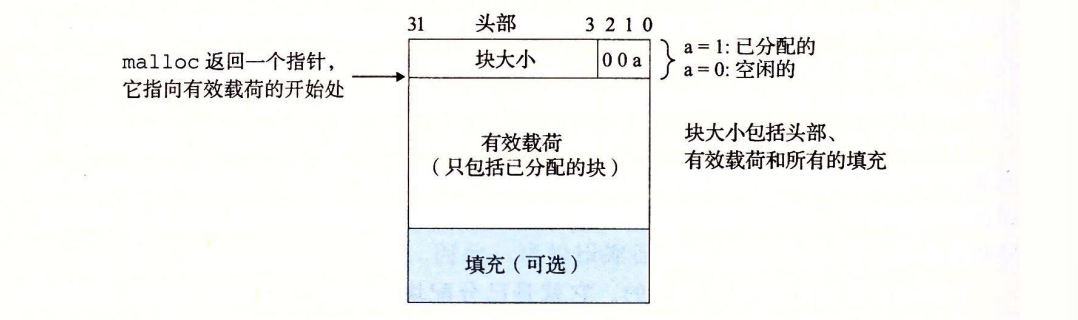 31 头部 3 2 1 0
块大小 0 0 a
a = 1: 已分配的
a = 0: 空闲的
malloc 返回一个指针，
它指向有效载荷的开始处
有效载荷
（只包括已分配的块）
块大小包括头部、
有效载荷和所有的填充
填充（可选）